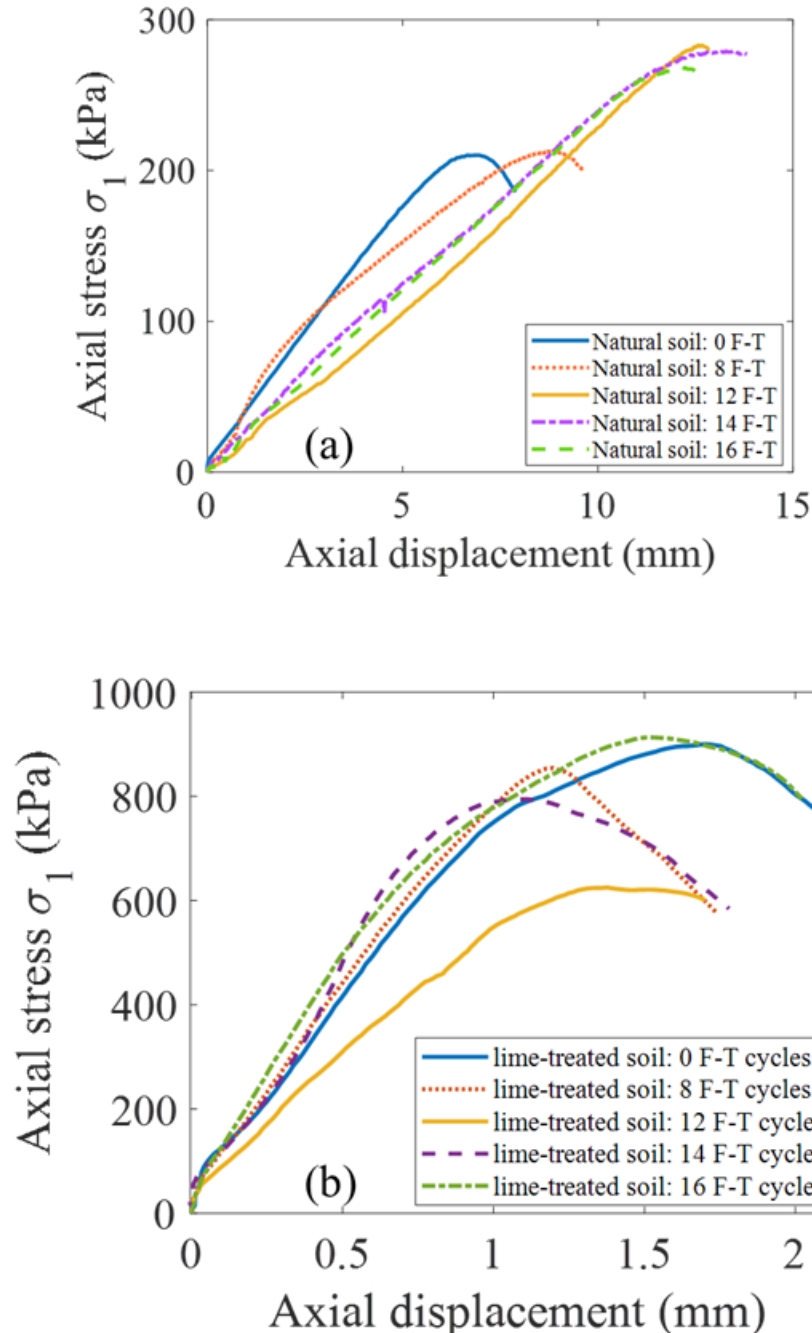 300
200
100
0
Axial stress σ1 (kPa)
Natural soil: 0 F-T
Natural soil: 8 F-T
Natural soil: 12 F-T
Natural soil: 14 F-T
Natural soil: 16 F-T
(a)
0 5 10 15
Axial displacement (mm)
1000
800
600
400
200
0
Axial stress σ1 (kPa)
lime-treated soil: 0 F-T cycles
lime-treated soil: 8 F-T cycles
lime-treated soil: 12 F-T cycle
lime-treated soil: 14 F-T cycle
lime-treated soil: 16 F-T cycle
(b)
0 0.5 1 1.5 2
Axial displacement (mm)